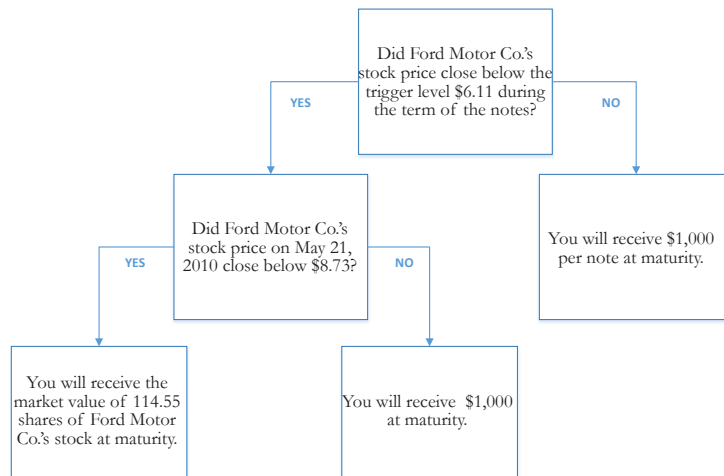 Did Ford Motor Co.'s
stock price close below the
trigger level $6.11 during
the term of the notes?
YES
NO
Did Ford Motor Co.'s
stock price on May 21,
2010 close below $8.73?
You will receive $1,000
per note at maturity.
YES
NO
You will receive the
market value of 114.55
shares of Ford Motor
Co.'s stock at maturity.
You will receive $1,000
at maturity.